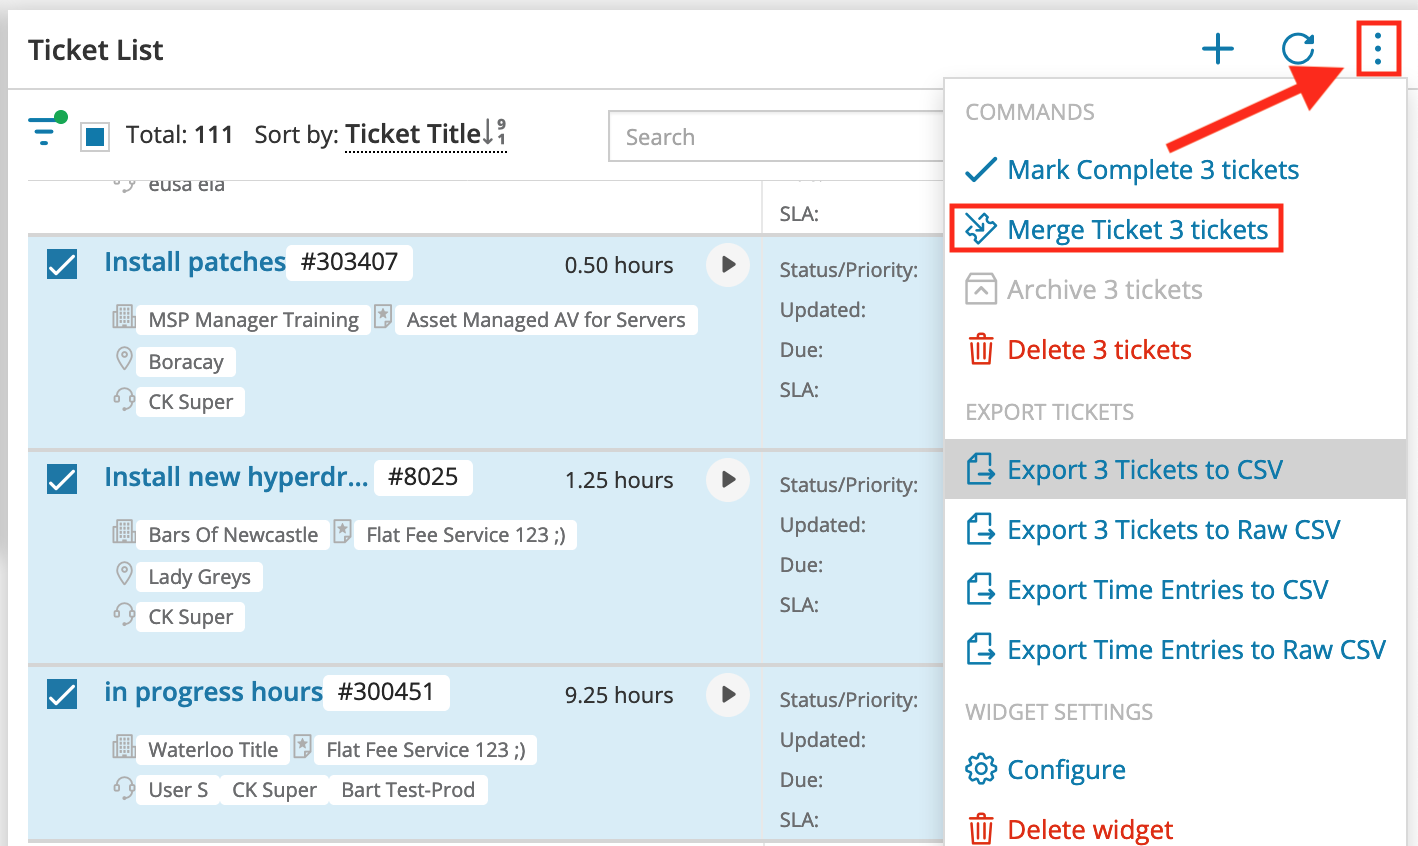 Ticket List
Total: 111 Sort by: Ticket Title 9 1
Search
eusa eia
SLA:
Install patches #303407 0.50 hours
Status/Priority:
MSP Manager Training Asset Managed AV for Servers
Updated:
Boracay
Due:
CK Super
SLA:
Install new hyperdr... #8025 1.25 hours
Status/Priority:
Bars Of Newcastle Flat Fee Service 123 ;)
Updated:
Lady Greys
Due:
CK Super
SLA:
in progress hours #300451 9.25 hours
Status/Priority:
Waterloo Title Flat Fee Service 123 ;)
Updated:
User S CK Super Bart Test-Prod
Due:
SLA:
COMMANDS
Mark Complete 3 tickets
Merge Ticket 3 tickets
Archive 3 tickets
Delete 3 tickets
EXPORT TICKETS
Export 3 Tickets to CSV
Export 3 Tickets to Raw CSV
Export Time Entries to CSV
Export Time Entries to Raw CSV
WIDGET SETTINGS
Configure
Delete widget